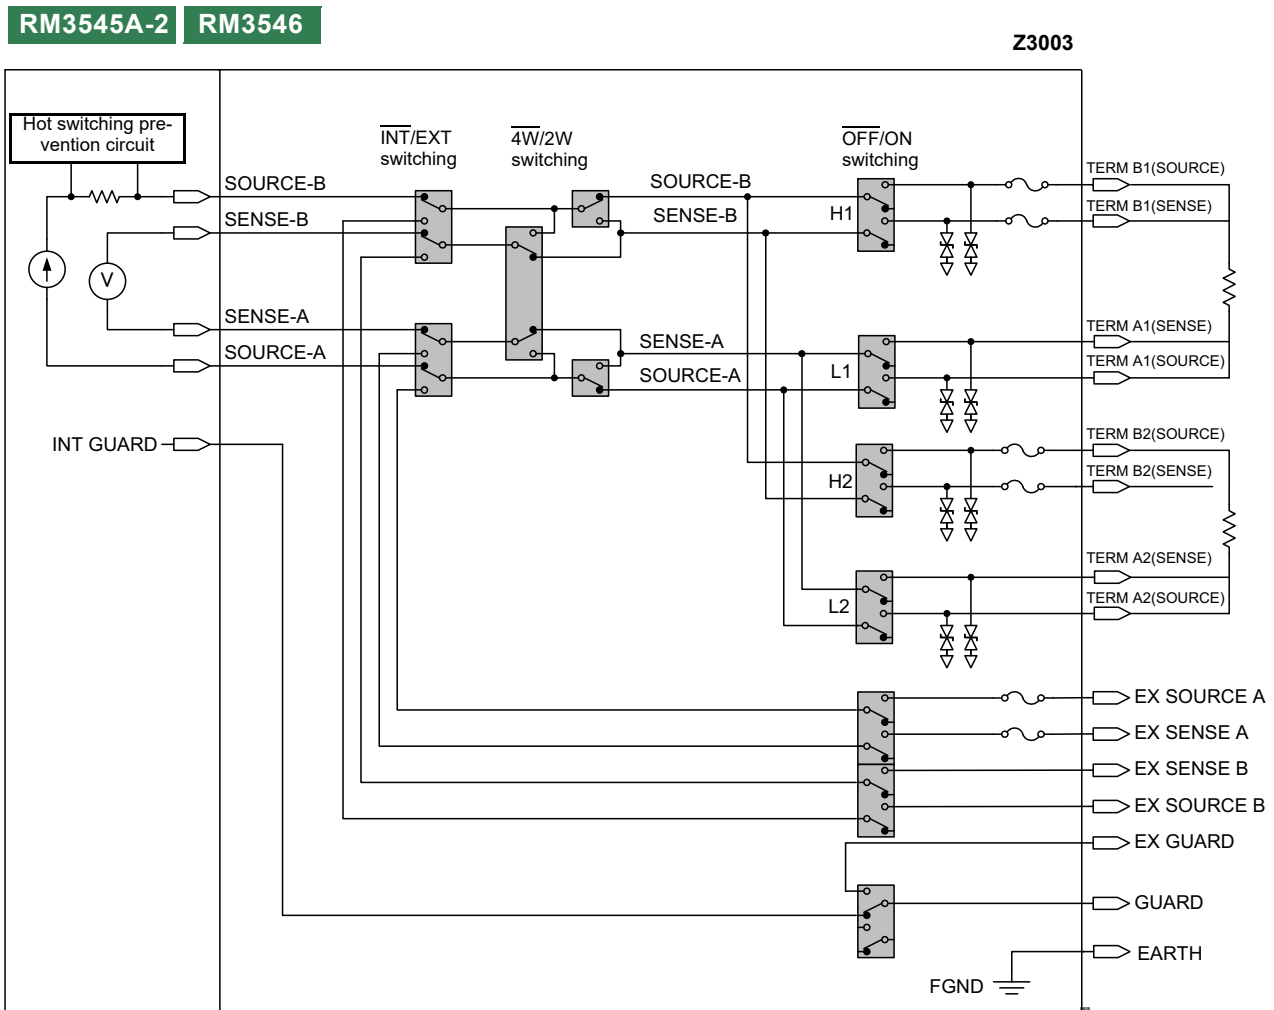 RM3545A-2 RM3546
Z3003
Hot switching pre-
vention circuit
INT/EXT
switching
4W/2W
switching
OFF/ON
switching
SOURCE-B
SENSE-B
SENSE-A
SOURCE-A
INT GUARD
V
SOURCE-B
SENSE-B
SENSE-A
SOURCE-A
H1
L1
H2
L2
TERM B1(SOURCE)
TERM B1(SENSE)
TERM A1(SENSE)
TERM A1(SOURCE)
TERM B2(SOURCE)
TERM B2(SENSE)
TERM A2(SENSE)
TERM A2(SOURCE)
EX SOURCE A
EX SENSE A
EX SENSE B
EX SOURCE B
EX GUARD
GUARD
EARTH
FGND